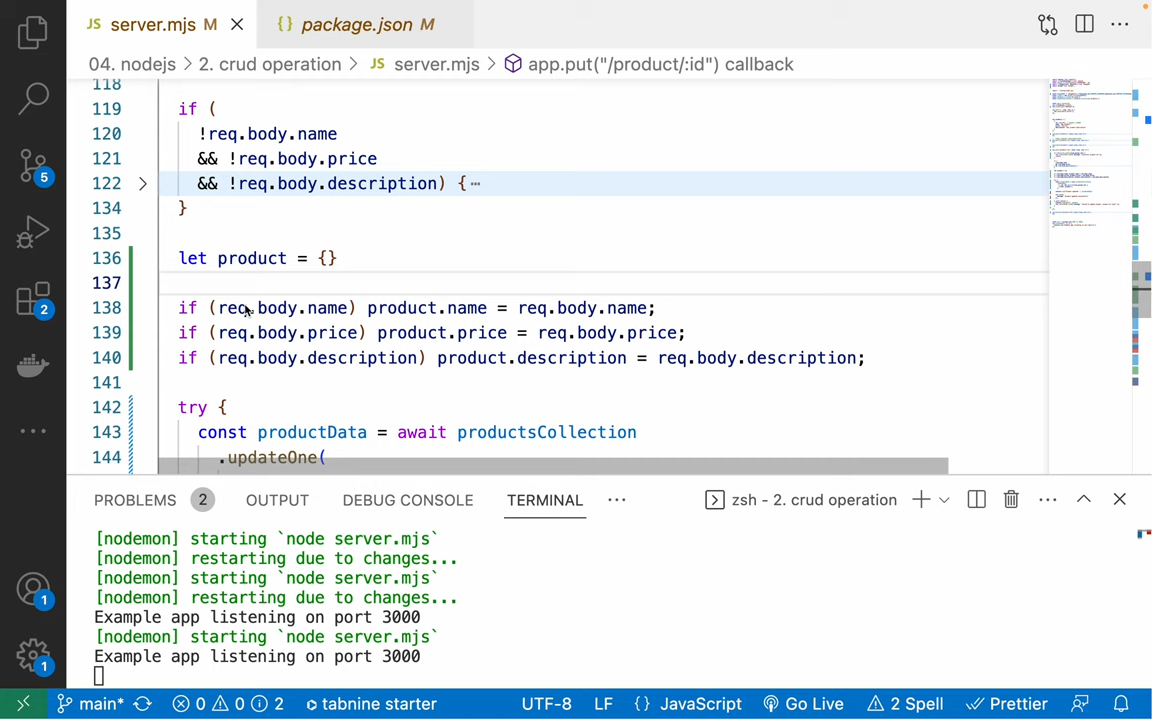 JS server.mjs M
{} package.json M
04. nodejs > 2. crud operation > JS server.mjs > app.put("/product/:id") callback
118
119 if (
120 !req.body.name
121 && !req.body.price
122 && !req.body.description) {
134 }
135
136 let product = {}
137
138 if (req.body.name) product.name = req.body.name;
139 if (req.body.price) product.price = req.body.price;
140 if (req.body.description) product.description = req.body.description;
141
142 try {
143 const productData = await productsCollection
144 .updateOne(
5
2
1
1
PROBLEMS 2 OUTPUT DEBUG CONSOLE TERMINAL zsh - 2. crud operation
[nodemon] starting `node server.mjs`
[nodemon] restarting due to changes...
[nodemon] starting `node server.mjs`
[nodemon] restarting due to changes...
Example app listening on port 3000
[nodemon] starting `node server.mjs`
Example app listening on port 3000
main* 0 0 2 tabnine starter UTF-8 LF {} JavaScript Go Live 2 Spell Prettier